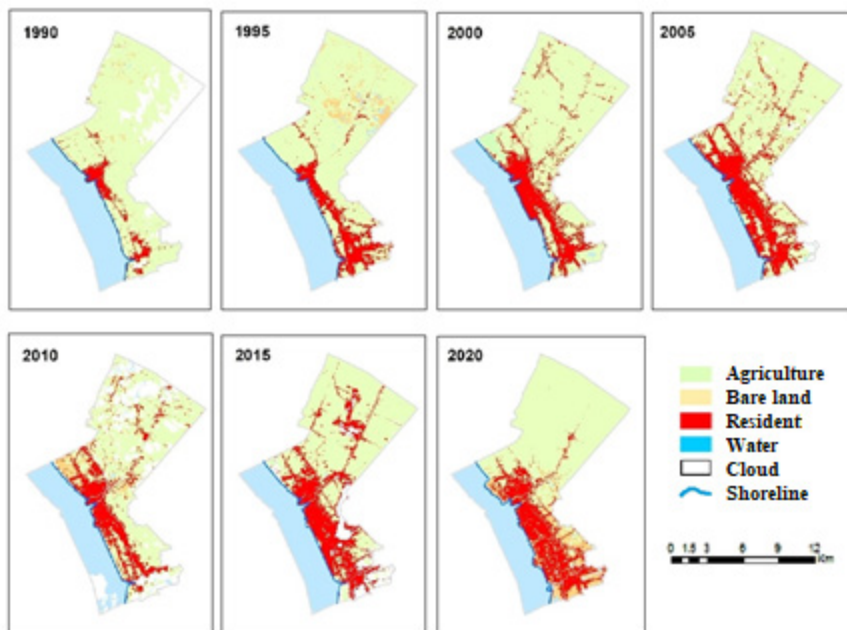 1990
1995
2000
2005
2010
2015
2020
Agriculture
Bare land
Resident
Water
Cloud
Shoreline
0 1.5 3 6 9 12
Km